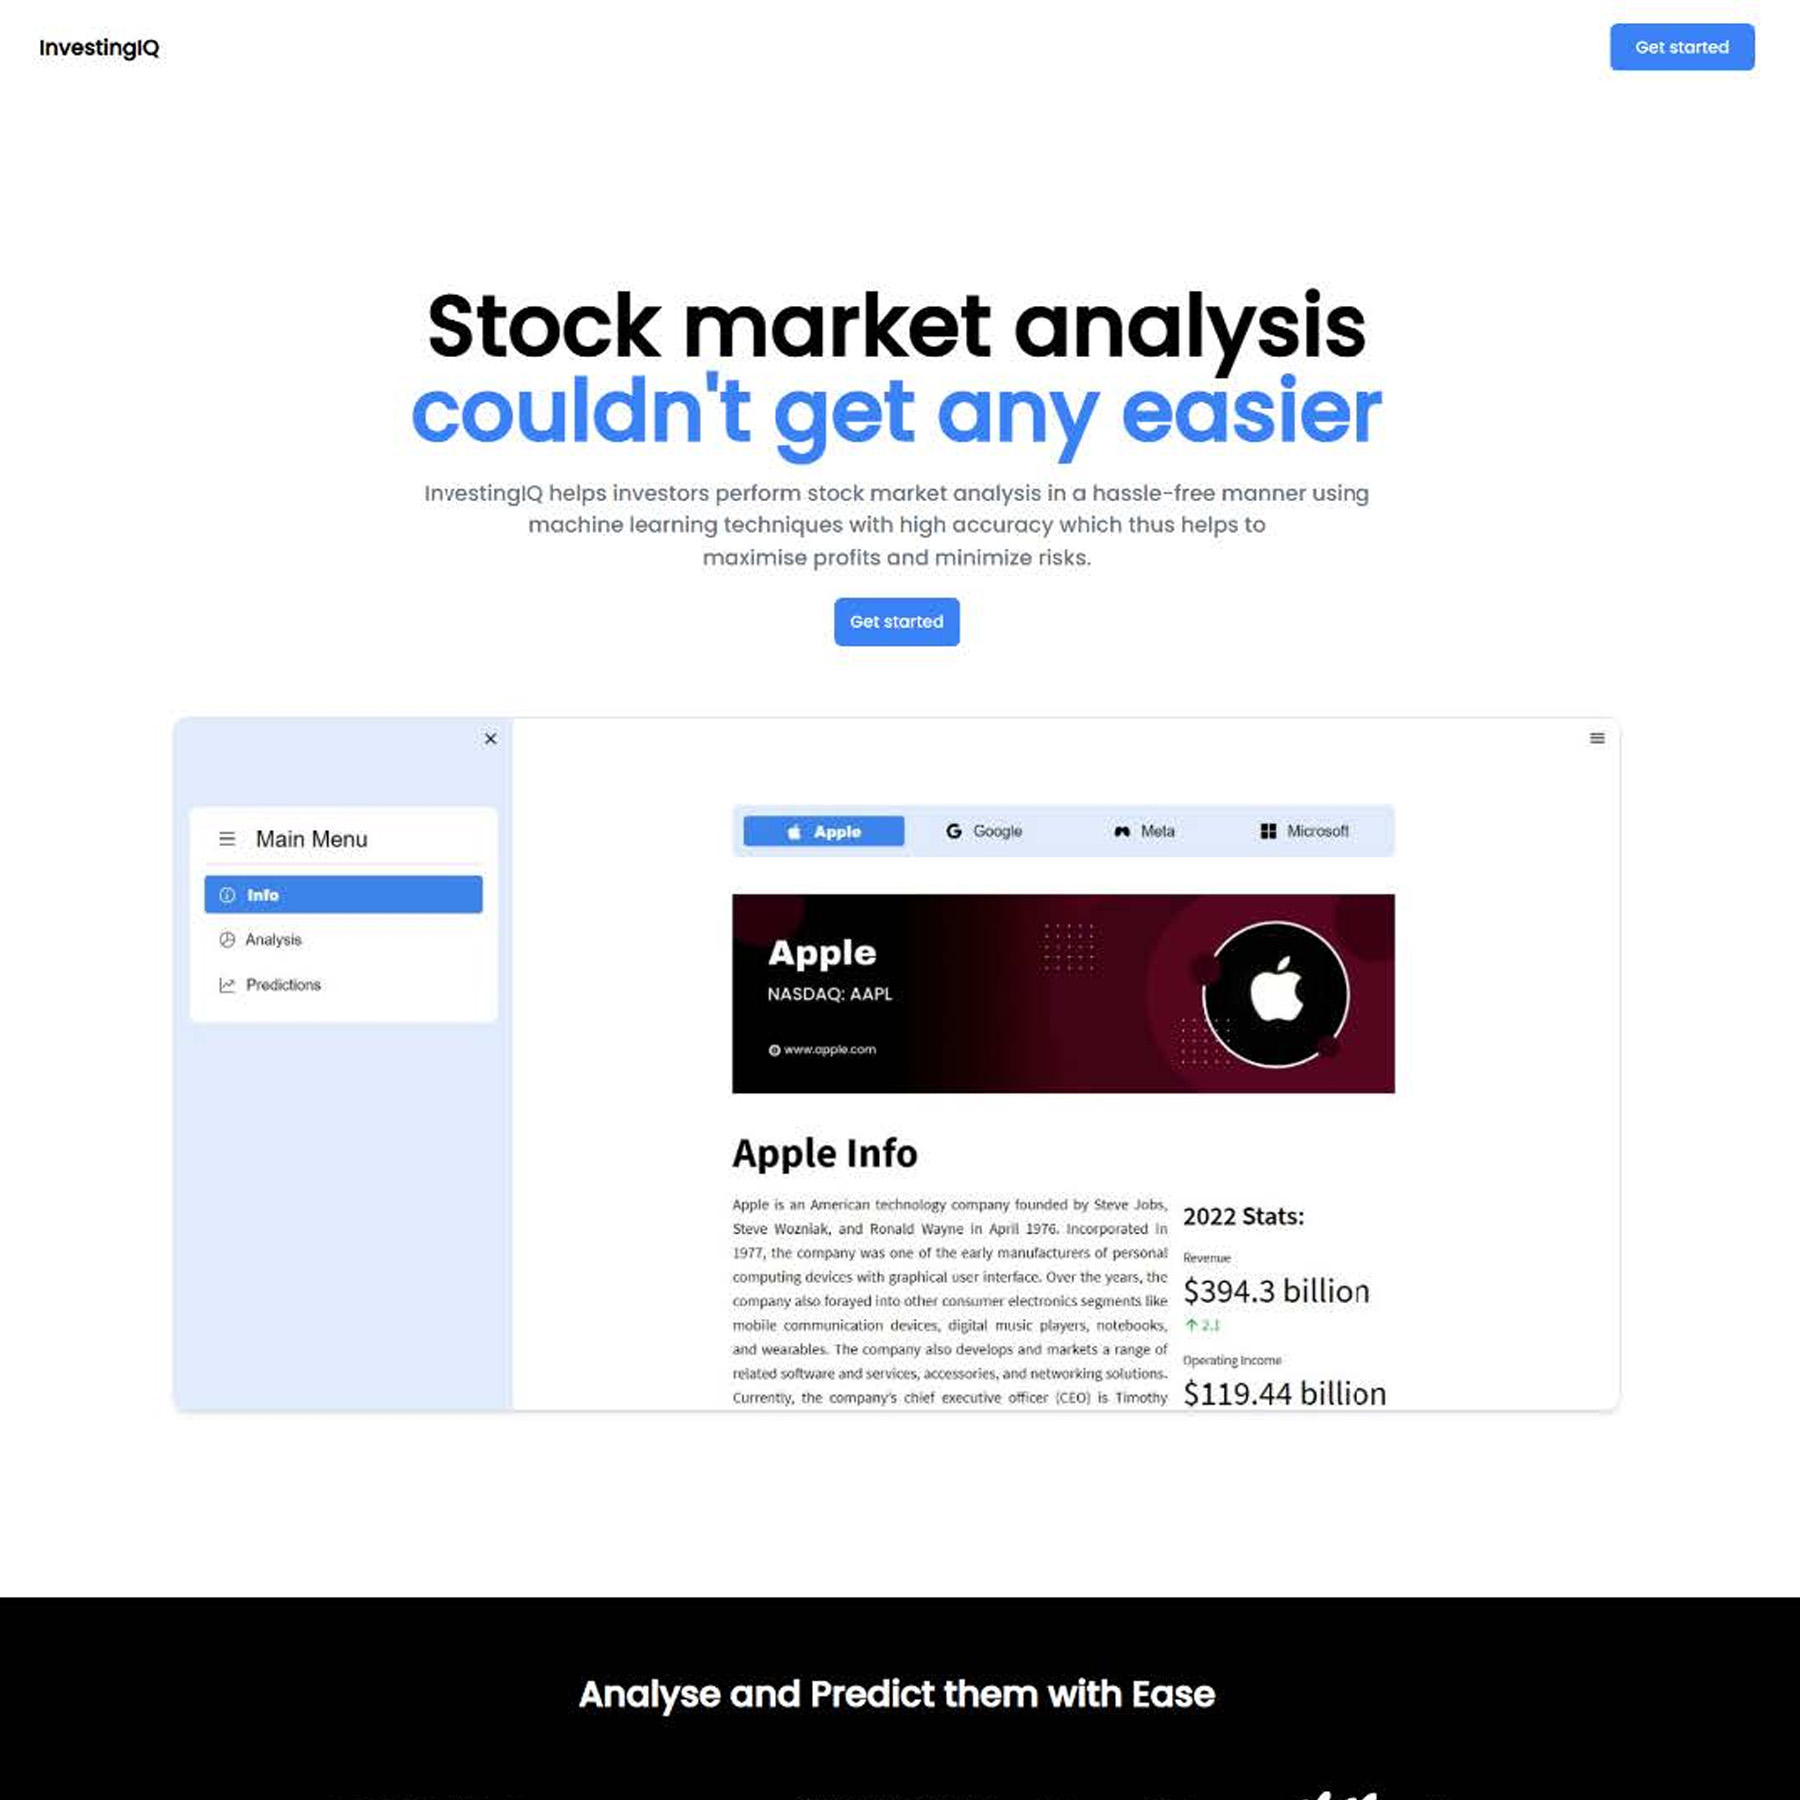 InvestingIQ
Get started
Stock market analysis
couldn't get any easier
InvestingIQ helps investors perform stock market analysis in a hassle-free manner using
machine learning techniques with high accuracy which thus helps to
maximise profits and minimize risks.
Get started
Main Menu
Info
Analysis
Predictions
Apple
Google
Meta
Microsoft
Apple
NASDAQ: AAPL
www.apple.com
Apple Info
Apple is an American technology company founded by Steve Jobs,
Steve Wozniak, and Ronald Wayne in April 1976. Incorporated in
1977, the company was one of the early manufacturers of personal
computing devices with graphical user interface. Over the years, the
company also forayed into other consumer electronics segments like
mobile communication devices, digital music players, notebooks,
and wearables. The company also develops and markets a range of
related software and services, accessories, and networking solutions.
Currently, the company's chief executive officer (CEO) is Timothy
2022 Stats:
Revenue
$394.3 billion
2.1
Operating Income
$119.44 billion
Analyse and Predict them with Ease